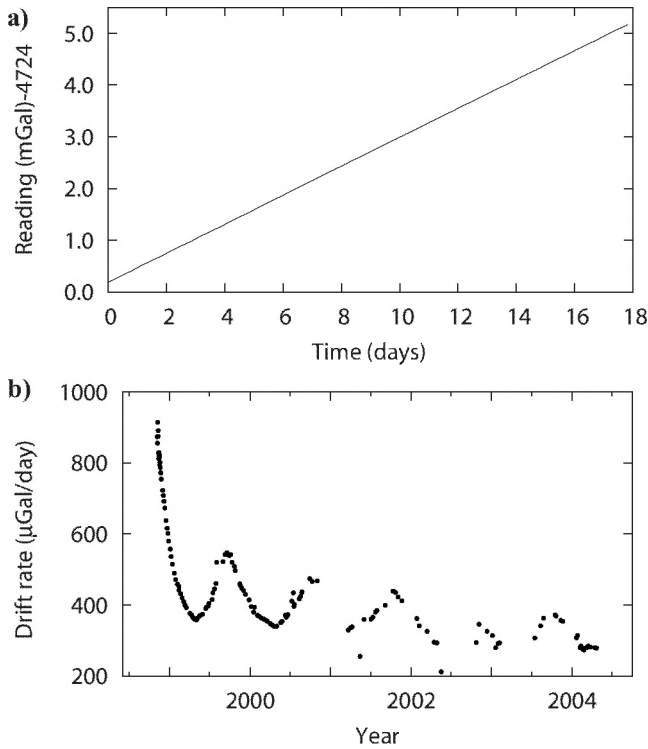 a)
Reading (mGal)-4724
5.0
4.0
3.0
2.0
1.0
0.0
0 2 4 6 8 10 12 14 16 18
Time (days)
b)
Drift rate (μGal/day)
1000
800
600
400
200
2000 2002 2004
Year